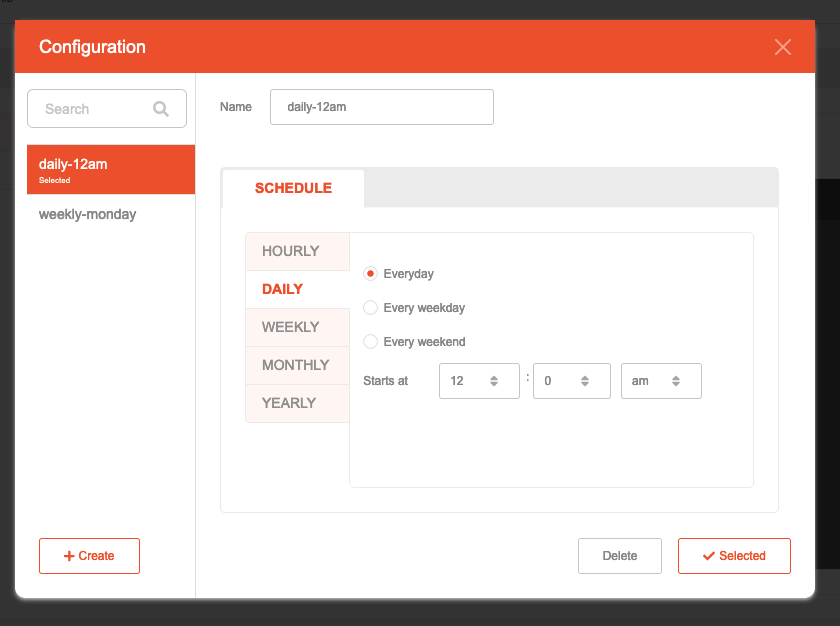 Configuration
Search
daily-12am
Selected
weekly-monday
Create
Name
daily-12am
SCHEDULE
HOURLY
DAILY
WEEKLY
MONTHLY
YEARLY
Everyday
Every weekday
Every weekend
Starts at 12 : 0 am
Delete
Selected